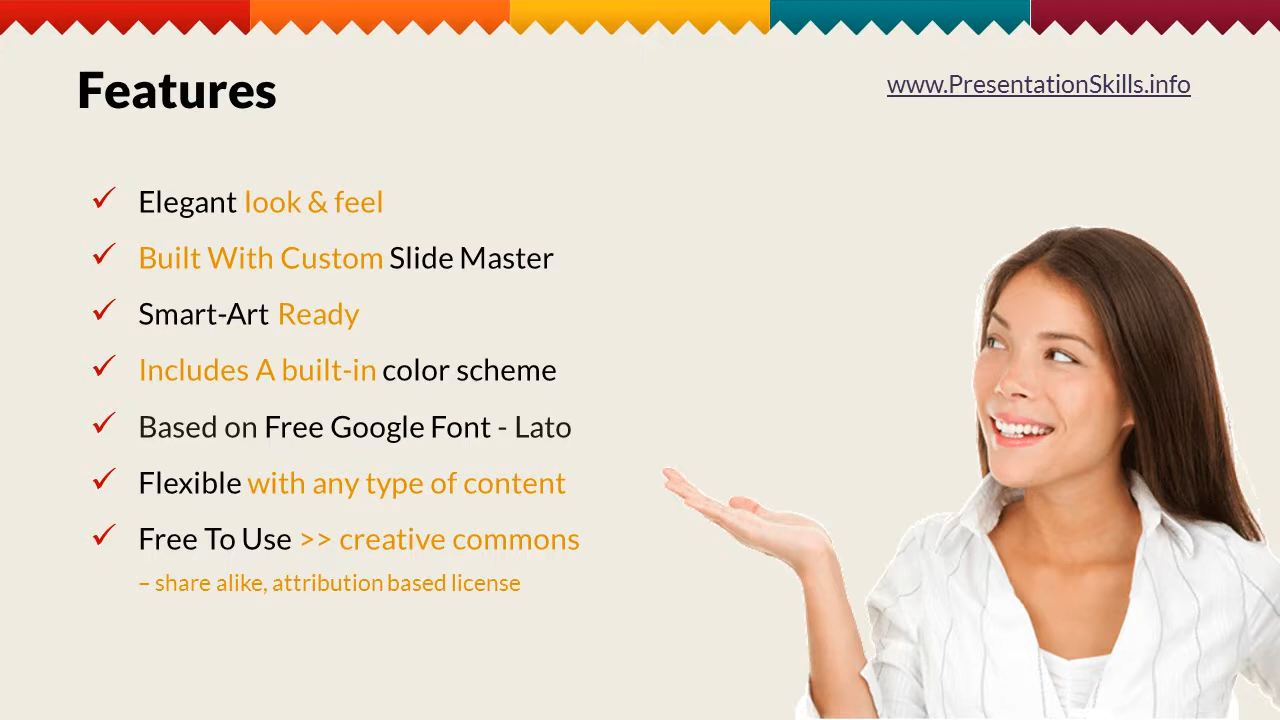 Features
www.PresentationSkills.info
Elegant look & feel
Built With Custom Slide Master
Smart-Art Ready
Includes A built-in color scheme
Based on Free Google Font - Lato
Flexible with any type of content
Free To Use >> creative commons
– share alike, attribution based license